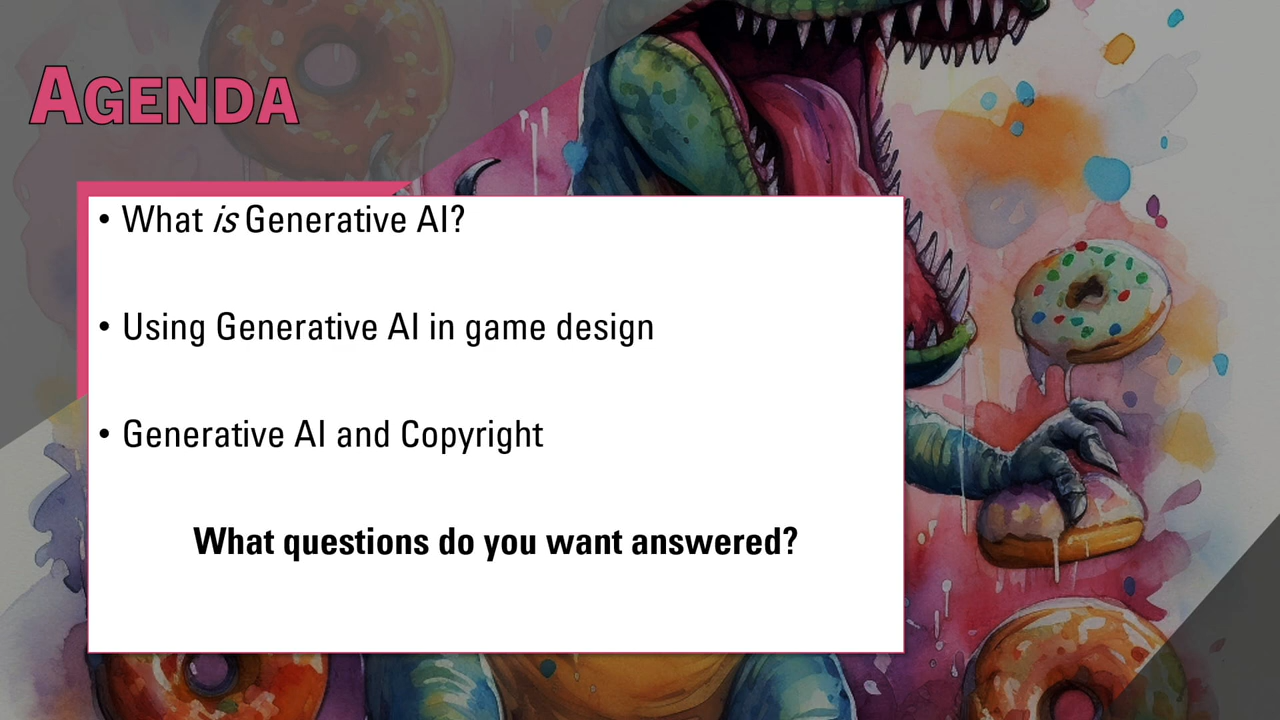 AGENDA
• What is Generative AI?
• Using Generative AI in game design
• Generative AI and Copyright
What questions do you want answered?